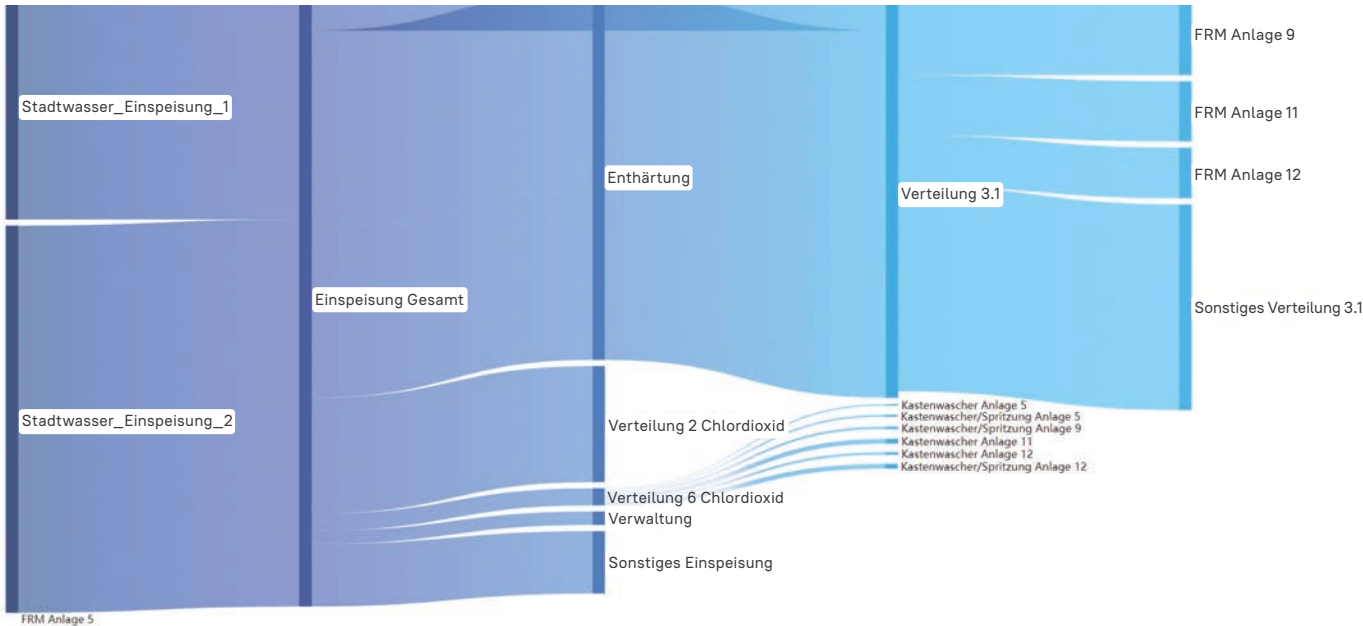 FRM Anlage 9
Stadtwasser_Einspeisung_1
FRM Anlage 11
Enthärtung
FRM Anlage 12
Verteilung 3.1
Einspeisung Gesamt
Sonstiges Verteilung 3.1
Stadtwasser_Einspeisung_2
Verteilung 2 Chlordioxid
Kastenwascher Anlage 5
Kastenwascher/Spritzung Anlage 5
Kastenwascher/Spritzung Anlage 9
Kastenwascher Anlage 11
Kastenwascher Anlage 12
Kastenwascher/Spritzung Anlage 12
Verteilung 6 Chlordioxid
Verwaltung
Sonstiges Einspeisung
FRM Anlage 5